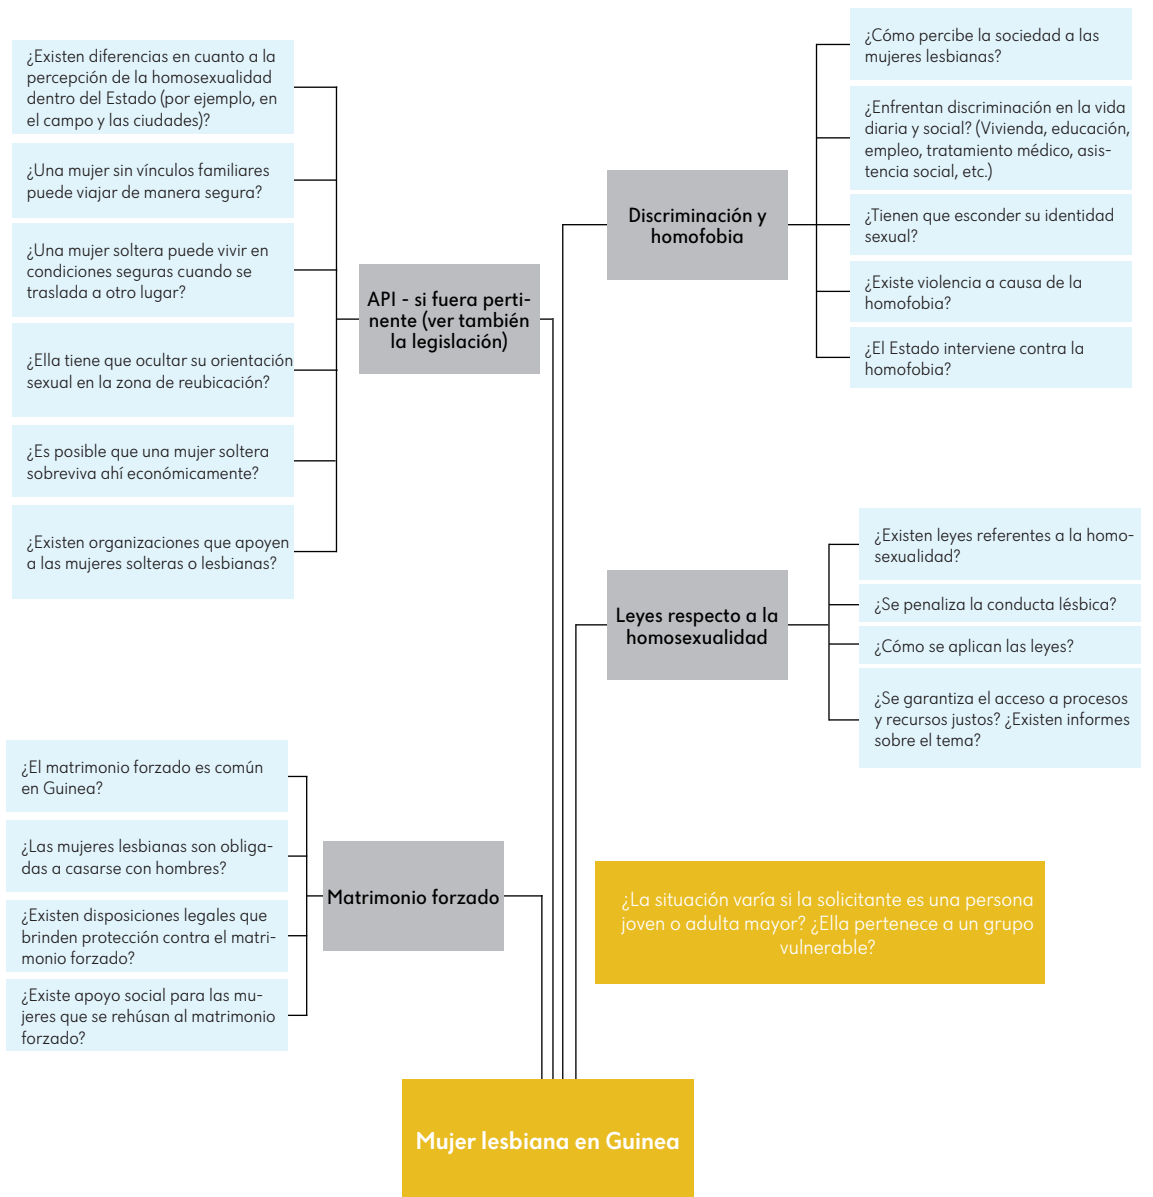 ¿Existen diferencias en cuanto a la
percepción de la homosexualidad
dentro del Estado (por ejemplo, en
el campo y las ciudades)?
¿Una mujer sin vínculos familiares
puede viajar de manera segura?
¿Una mujer soltera puede vivir en
condiciones seguras cuando se
traslada a otro lugar?
¿Ella tiene que ocultar su orientación
sexual en la zona de reubicación?
¿Es posible que una mujer soltera
sobreviva ahí económicamente?
¿Existen organizaciones que apoyen
a las mujeres solteras o lesbianas?
API - si fuera perti-
nente (ver también
la legislación)
Discriminación y
homofobia
¿Cómo percibe la sociedad a las
mujeres lesbianas?
¿Enfrentan discriminación en la vida
diaria y social? (Vivienda, educación,
empleo, tratamiento médico, asis-
tencia social, etc.)
¿Tienen que esconder su identidad
sexual?
¿Existe violencia a causa de la
homofobia?
¿El Estado interviene contra la
homofobia?
Leyes respecto a la
homosexualidad
¿Existen leyes referentes a la homo-
sexualidad?
¿Se penaliza la conducta lésbica?
¿Cómo se aplican las leyes?
¿Se garantiza el acceso a procesos
y recursos justos? ¿Existen informes
sobre el tema?
¿El matrimonio forzado es común
en Guinea?
¿Las mujeres lesbianas son obliga-
das a casarse con hombres?
¿Existen disposiciones legales que
brinden protección contra el matri-
monio forzado?
¿Existe apoyo social para las mu-
jeres que se rehúsan al matrimonio
forzado?
Matrimonio forzado
¿La situación varía si la solicitante es una persona
joven o adulta mayor? ¿Ella pertenece a un grupo
vulnerable?
Mujer lesbiana en Guinea